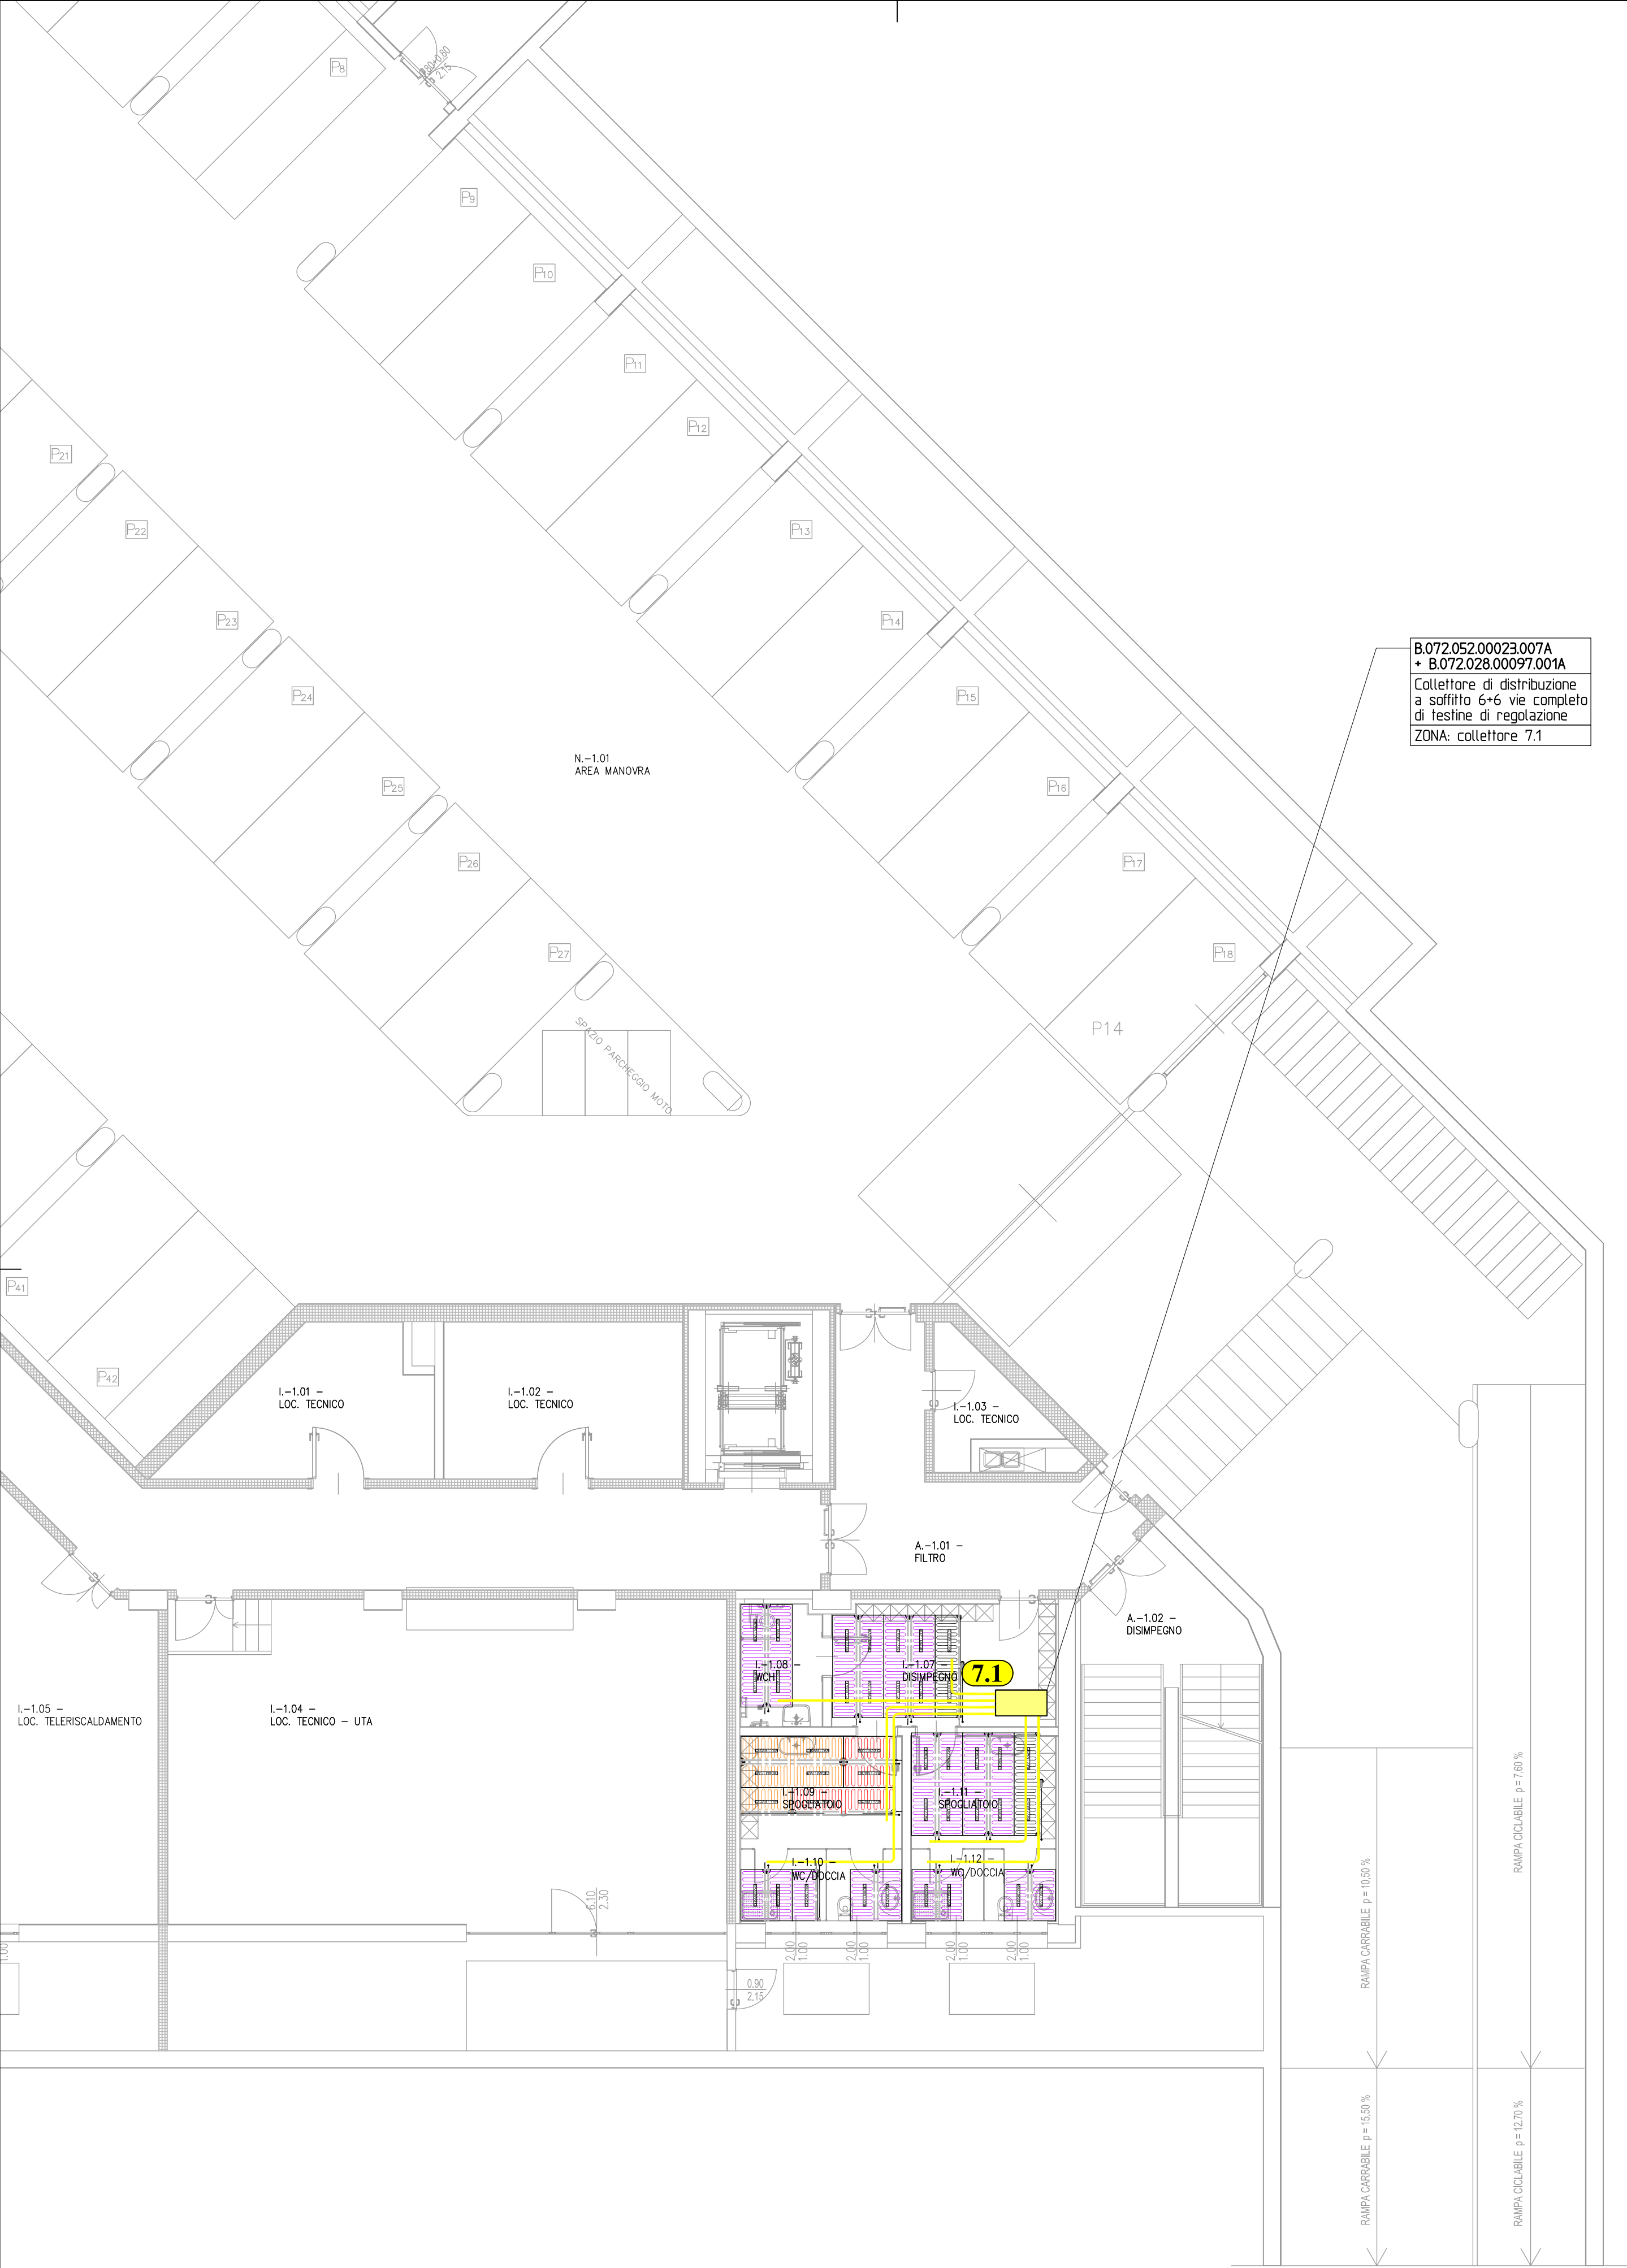 P8
0.80+0.80
2.15
P9
P10
P11
P12
P13
P14
P15
P16
P17
P18
P14
P21
P22
P23
P24
P25
P26
P27
SPAZIO PARCHEGGIO MOTO
P41
P42
N.-1.01
AREA MANOVRA
B.072.052.00023.007A
+ B.072.028.00097.001A
Collettore di distribuzione
a soffitto 6+6 vie completo
di testine di regolazione
ZONA: collettore 7.1
I.-1.01 -
LOC. TECNICO
I.-1.02 -
LOC. TECNICO
I.-1.03 -
LOC. TECNICO
A.-1.01 -
FILTRO
A.-1.02 -
DISIMPEGNO
I.-1.05 -
LOC. TELERISCALDAMENTO
I.-1.04 -
LOC. TECNICO - UTA
I.-1.08 -
WCH
I.-1.07 -
DISIMPEGNO
7.1
I.-1.09 -
SPOGLIATOIO
I.-1.11 -
SPOGLIATOIO
I.-1.10 -
WC/DOCCIA
I.-1.12 -
WC/DOCCIA
6.10
2.30
1.00
2.00
1.00
2.00
1.00
2.00
1.00
2.00
1.00
0.90
2.15
RAMPA CARRABILE p = 10,50 %
RAMPA CICLABILE p = 7,60 %
RAMPA CARRABILE p = 15,50 %
RAMPA CICLABILE p = 12,70 %